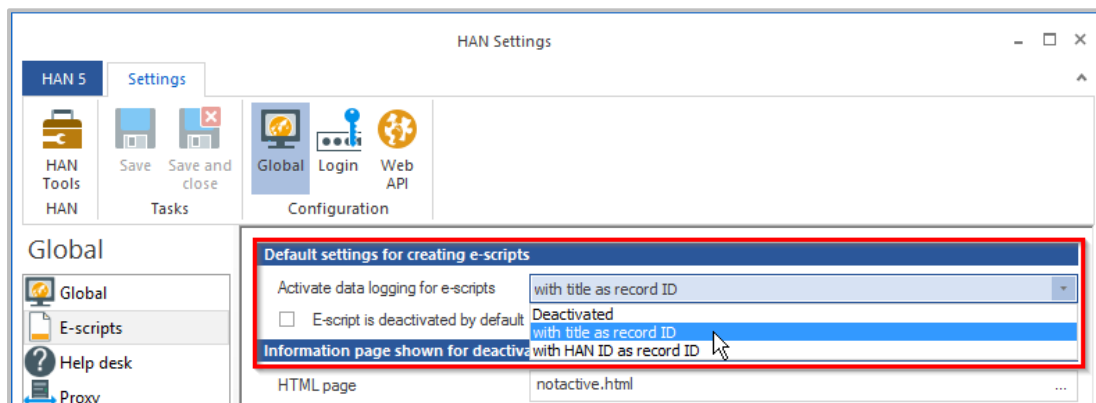 HAN Settings
HAN 5 Settings
HAN Tools
Save
Save and close
Global
Login
Web API
HAN
Tasks
Configuration
Global
Default settings for creating e-scripts
Global
Activate data logging for e-scripts
with title as record ID
E-scripts
E-script is deactivated by default
Deactivated
with title as record ID
with HAN ID as record ID
Information page shown for
Help desk
HTML page
notactive.html
...
Proxy